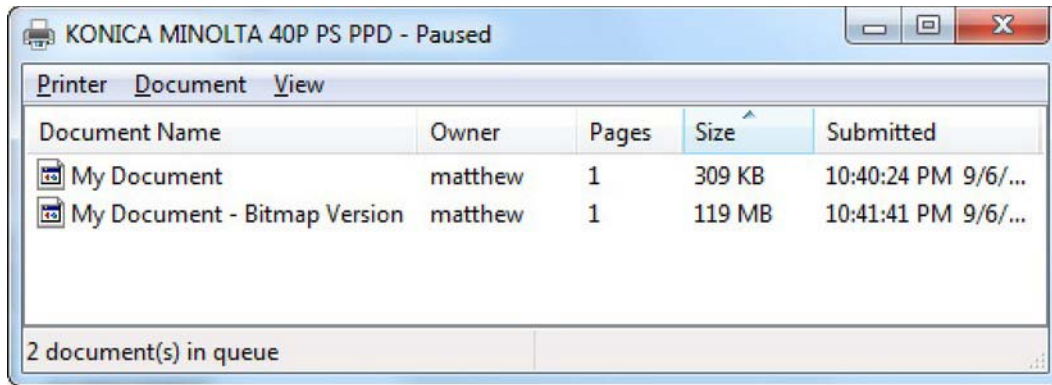 KONICA MINOLTA 40P PS PPD - Paused
Printer Document View
Document Name Owner Pages Size Submitted
My Document matthew 1 309 KB 10:40:24 PM 9/6/...
My Document - Bitmap Version matthew 1 119 MB 10:41:41 PM 9/6/...
2 document(s) in queue